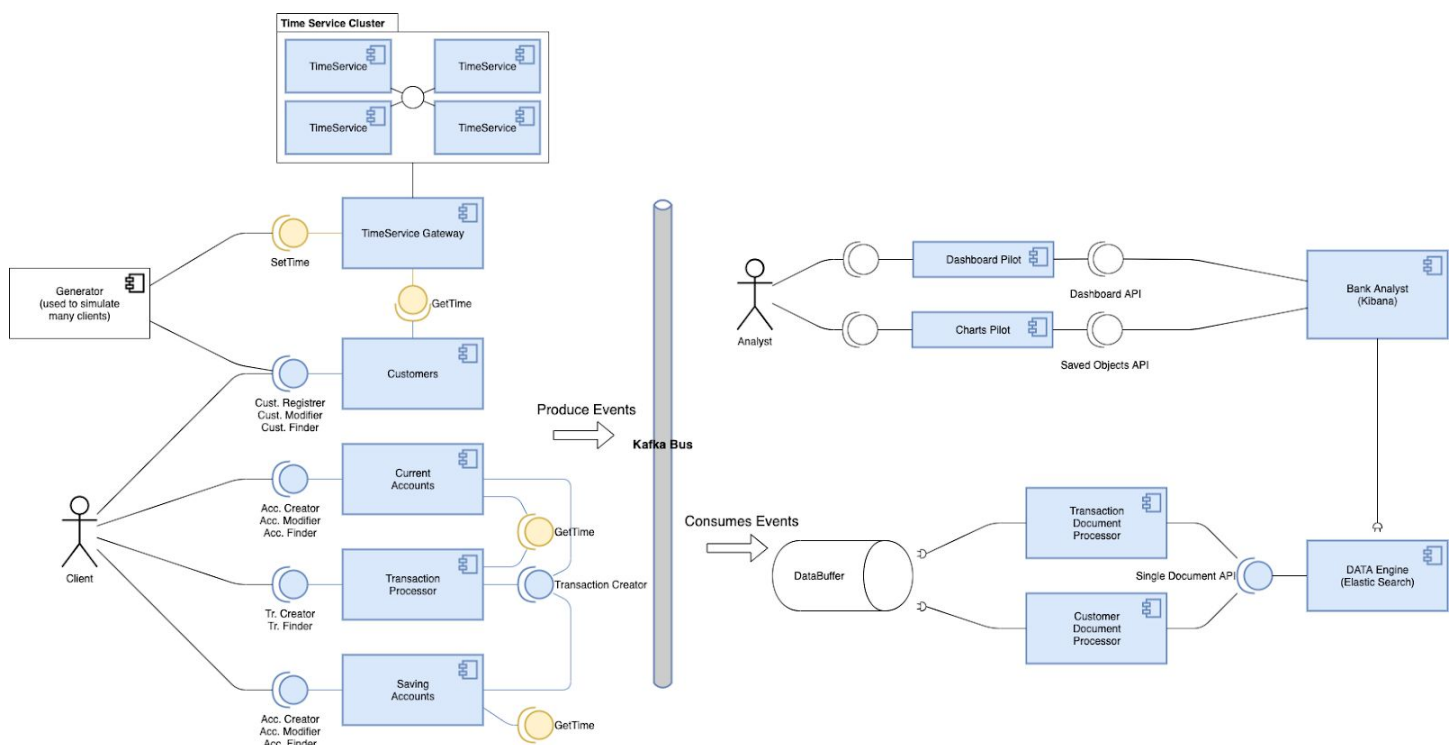 Time Service Cluster
TimeService
TimeService
TimeService
TimeService
TimeService Gateway
SetTime
Generator
(used to simulate
many clients)
GetTime
Customers
Cust. Registrer
Cust. Modifier
Cust. Finder
Current
Accounts
Acc. Creator
Acc. Modifier
Acc. Finder
GetTime
Client
Transaction
Processor
Transaction Creator
Tr. Creator
Tr. Finder
Saving
Accounts
Acc. Creator
Acc. Modifier
Acc. Finder
GetTime
Produce Events
Kafka Bus
Consumes Events
Analyst
Dashboard Pilot
Dashboard API
Charts Pilot
Saved Objects API
Bank Analyst
(Kibana)
DataBuffer
Transaction
Document
Processor
Customer
Document
Processor
Single Document API
DATA Engine
(Elastic Search)